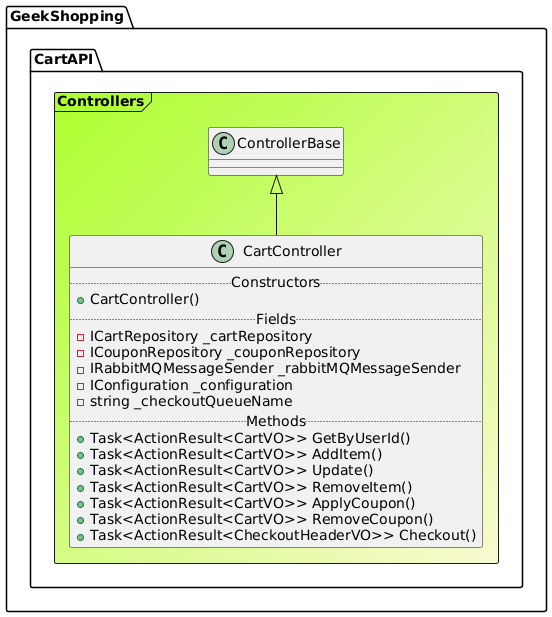 GeekShopping
CartAPI
Controllers
C ControllerBase
C CartController
Constructors
CartController()
Fields
ICartRepository _cartRepository
ICouponRepository _couponRepository
IRabbitMQMessageSender _rabbitMQMessageSender
IConfiguration _configuration
string _checkoutQueueName
Methods
Task<ActionResult<CartVO>> GetByUserId()
Task<ActionResult<CartVO>> AddItem()
Task<ActionResult<CartVO>> Update()
Task<ActionResult<CartVO>> RemoveItem()
Task<ActionResult<CartVO>> ApplyCoupon()
Task<ActionResult<CartVO>> RemoveCoupon()
Task<ActionResult<CheckoutHeaderVO>> Checkout()